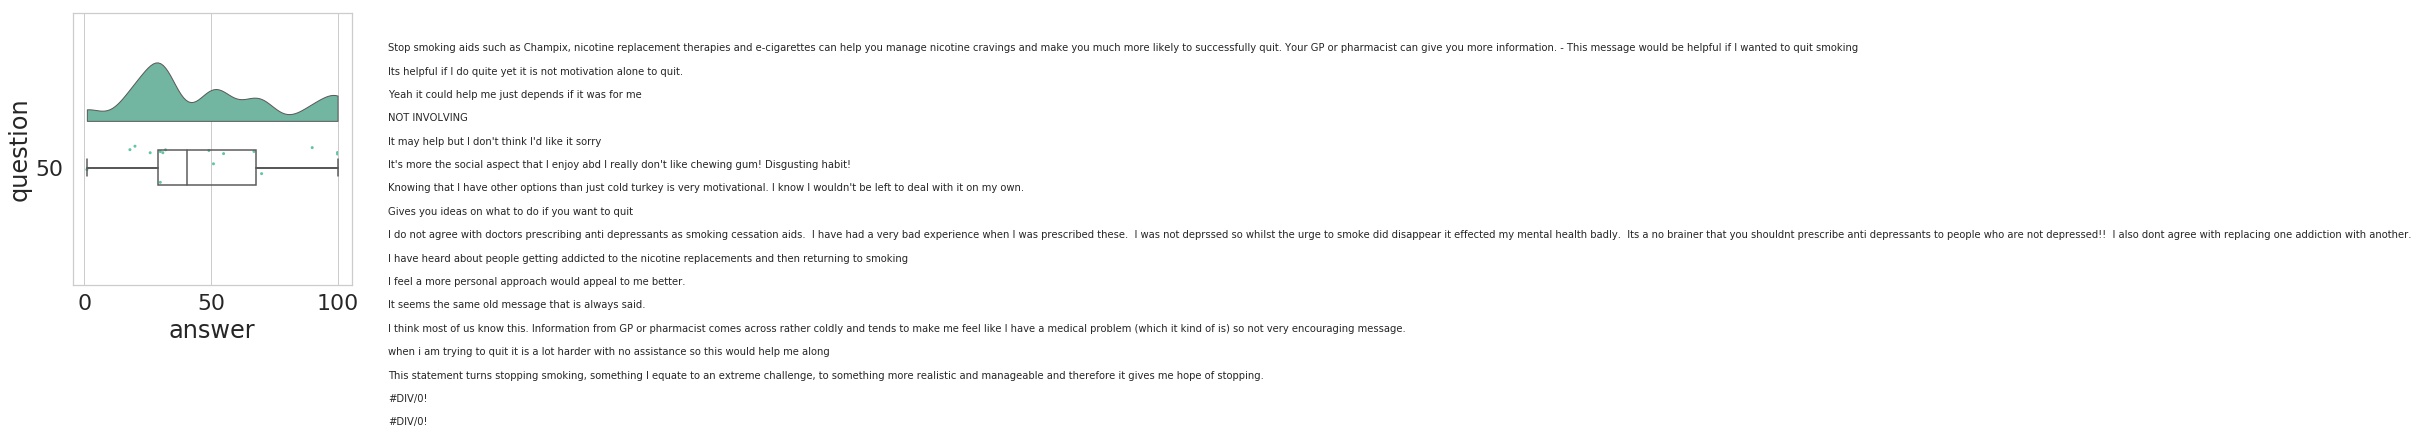 question
50
0 50 100
answer
Stop smoking aids such as Champix, nicotine replacement therapies and e-cigarettes can help you manage nicotine cravings and make you much more likely to successfully quit. Your GP or pharmacist can give you more information. - This message would be helpful if I wanted to quit smoking
Its helpful if I do quite yet it is not motivation alone to quit.
Yeah it could help me just depends if it was for me
NOT INVOLVING
It may help but I don't think I'd like it sorry
It's more the social aspect that I enjoy abd I really don't like chewing gum! Disgusting habit!
Knowing that I have other options than just cold turkey is very motivational. I know I wouldn't be left to deal with it on my own.
Gives you ideas on what to do if you want to quit
I do not agree with doctors prescribing anti depressants as smoking cessation aids.  I have had a very bad experience when I was prescribed these.  I was not deprssed so whilst the urge to smoke did disappear it effected my mental health badly.  Its a no brainer that you shouldnt prescribe anti depressants to people who are not depressed!!  I also dont agree with replacing one addiction with another.
I have heard about people getting addicted to the nicotine replacements and then returning to smoking
I feel a more personal approach would appeal to me better.
It seems the same old message that is always said.
I think most of us know this. Information from GP or pharmacist comes across rather coldly and tends to make me feel like I have a medical problem (which it kind of is) so not very encouraging message.
when i am trying to quit it is a lot harder with no assistance so this would help me along
This statement turns stopping smoking, something I equate to an extreme challenge, to something more realistic and manageable and therefore it gives me hope of stopping.
#DIV/0!
#DIV/0!